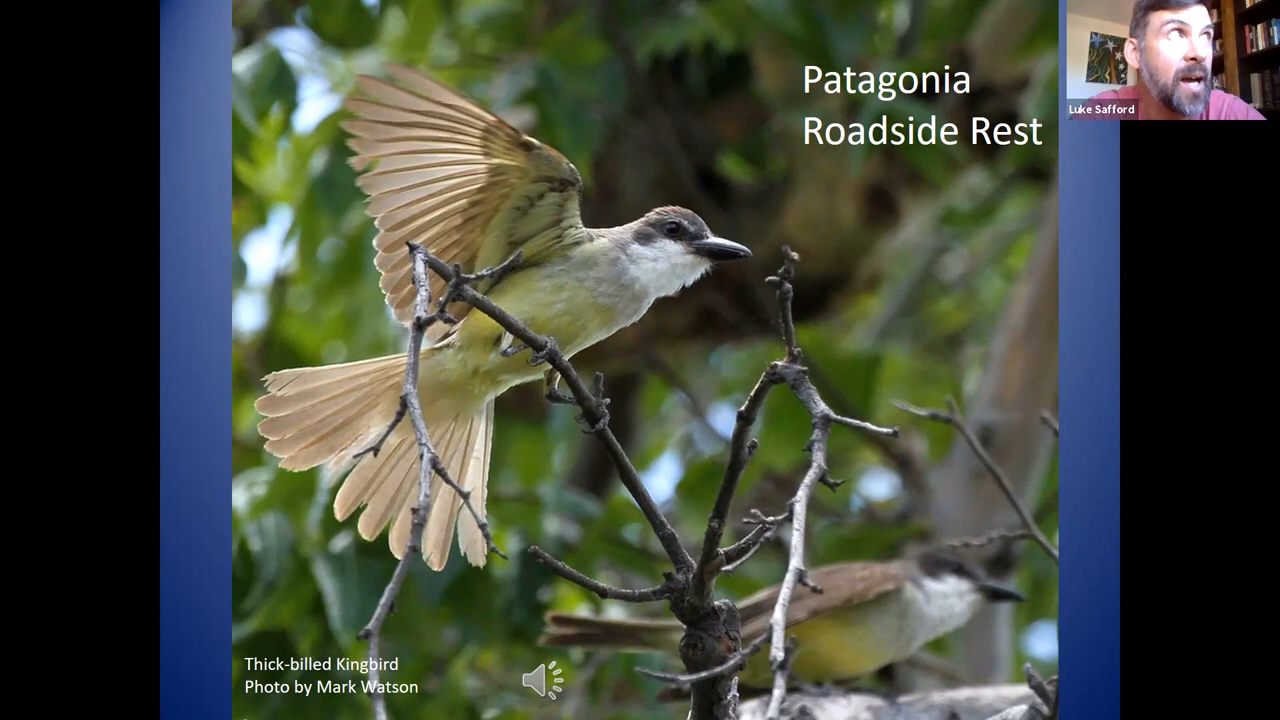 Patagonia
Roadside Rest
Luke Safford
Thick-billed Kingbird
Photo by Mark Watson